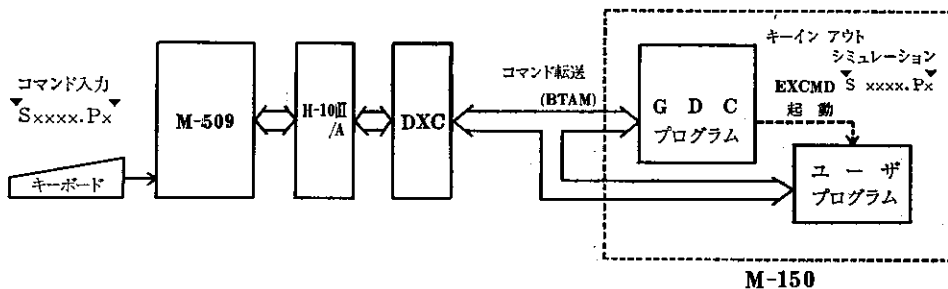 コマンド入力
▼Sxxxx.Px▼
キーボード
M-509
H-10Ⅱ
/A
DXC
コマンド転送
(BTAM)
G D C
プログラム
キーイン アウト
シミュレーション
EXCMD ▼S xxxx.Px▼
起 動
ユ ー ザ
プログラム
M-150